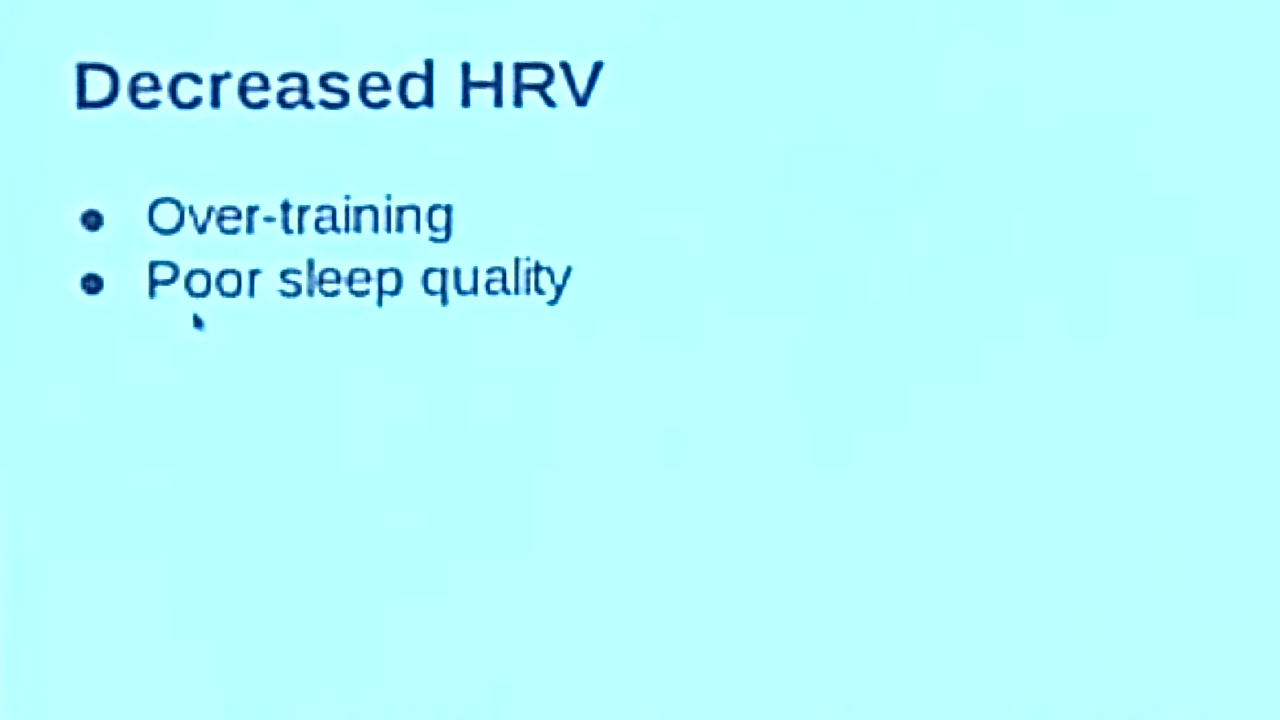 Decreased HRV
● Over-training
● Poor sleep quality